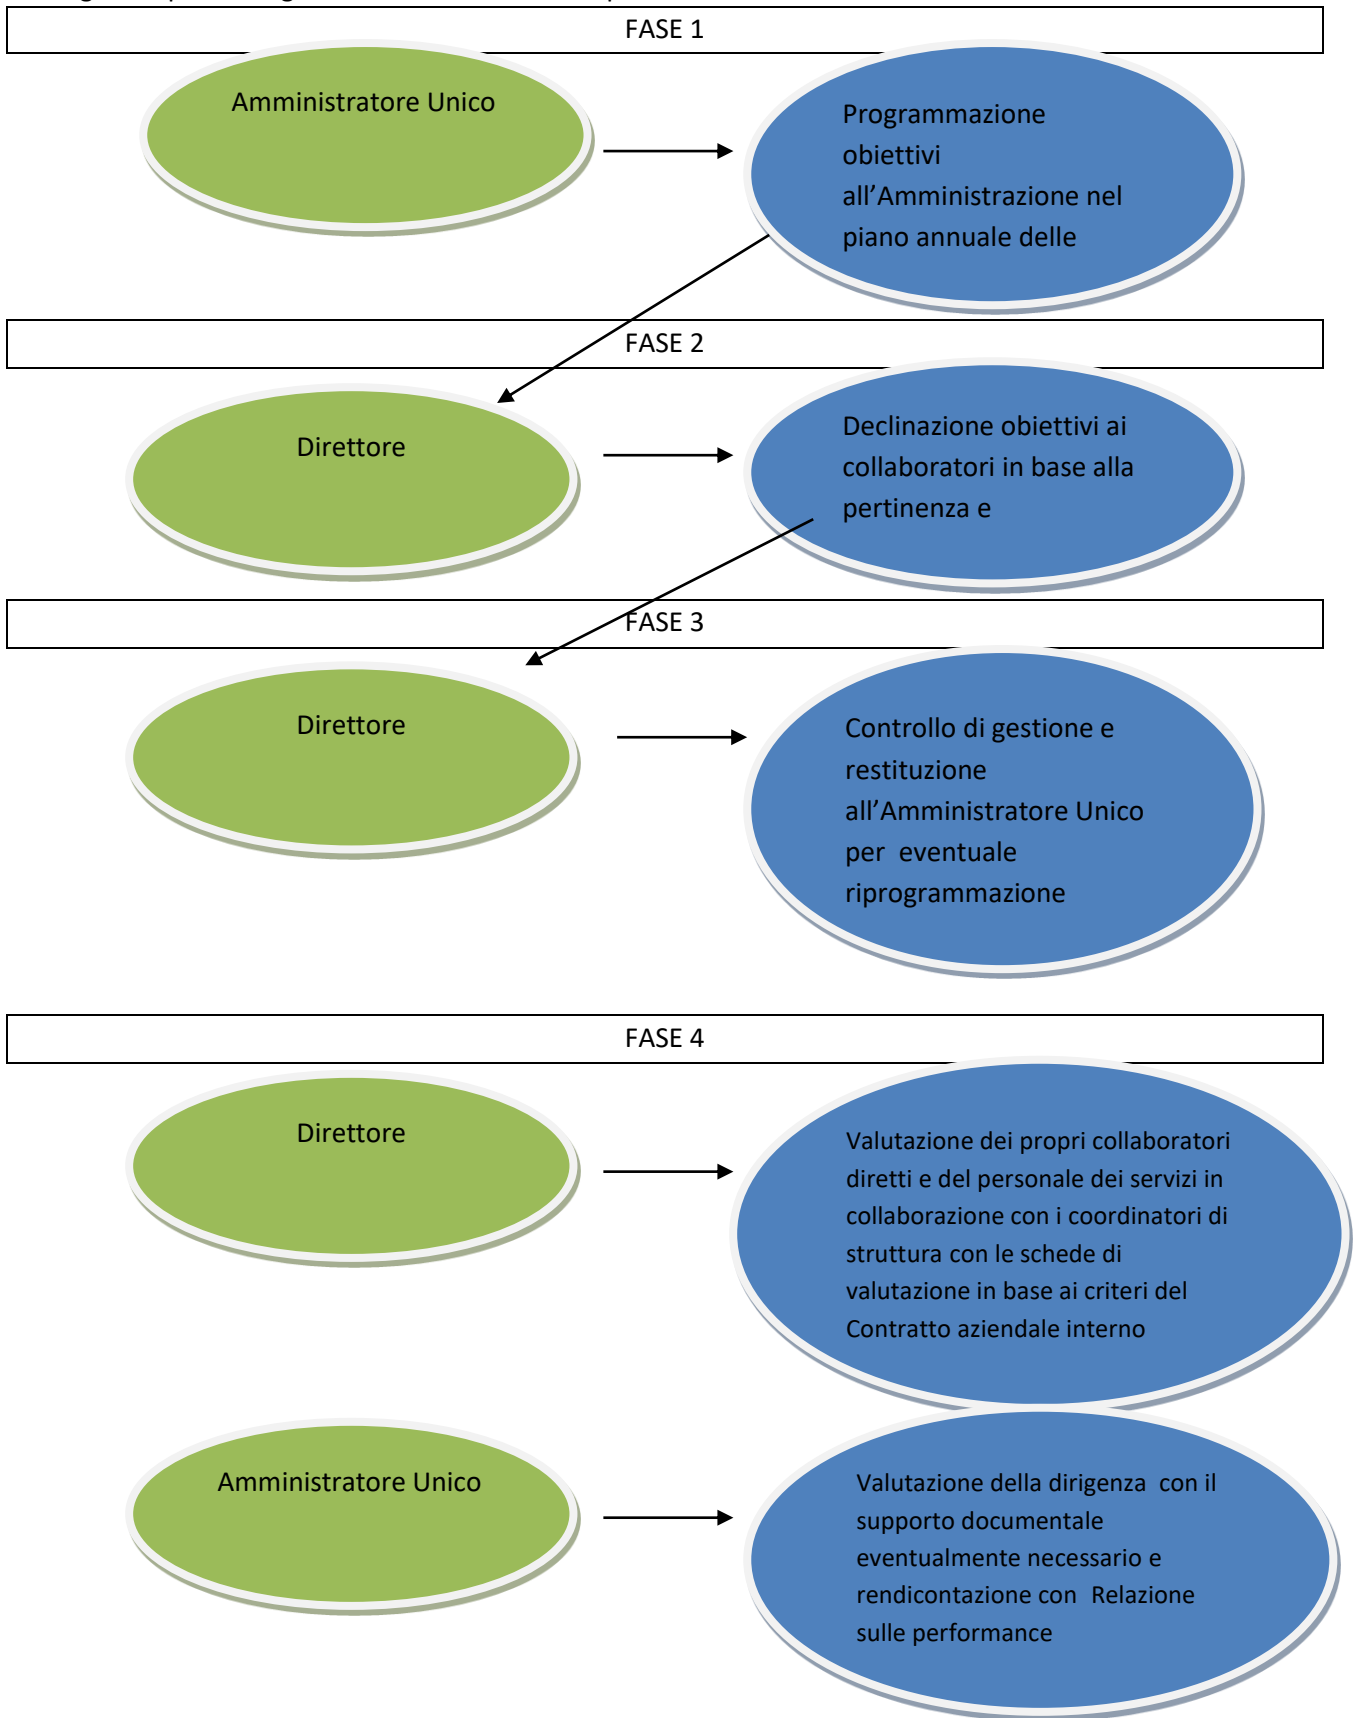 FASE 1
Amministratore Unico
Programmazione
obiettivi
all’Amministrazione nel
piano annuale delle
FASE 2
Direttore
Declinazione obiettivi ai
collaboratori in base alla
pertinenza e
FASE 3
Direttore
Controllo di gestione e
restituzione
all’Amministratore Unico
per eventuale
riprogrammazione
FASE 4
Direttore
Valutazione dei propri collaboratori
diretti e del personale dei servizi in
collaborazione con i coordinatori di
struttura con le schede di
valutazione in base ai criteri del
Contratto aziendale interno
Amministratore Unico
Valutazione della dirigenza con il
supporto documentale
eventualmente necessario e
rendicontazione con Relazione
sulle performance